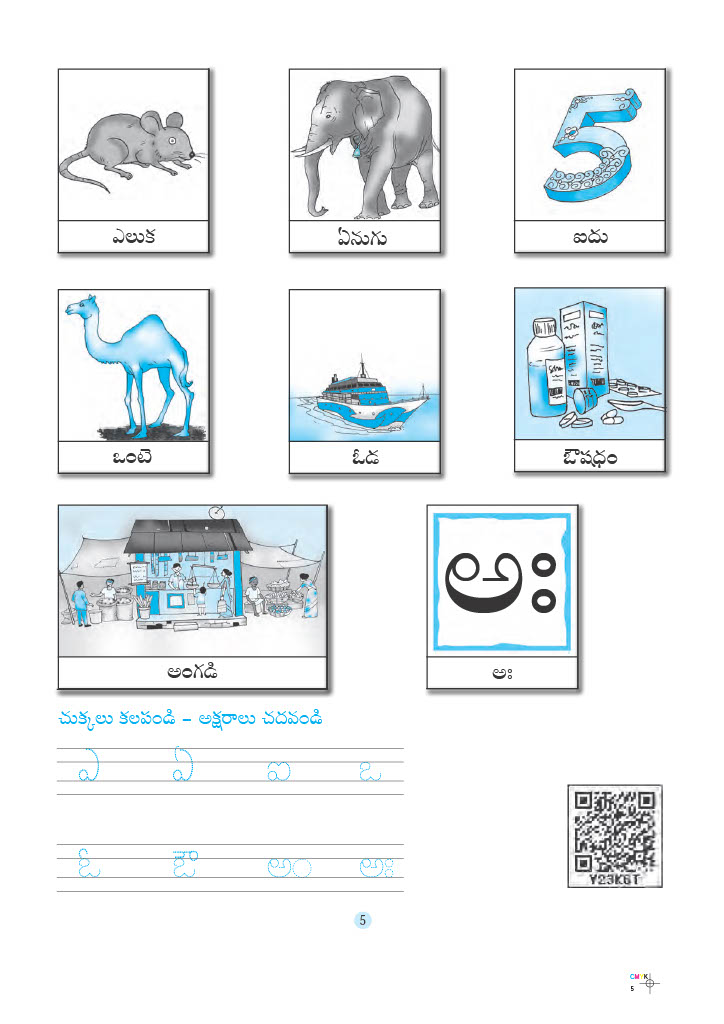 ఎలుక
ఏనుగు
ఐదు
ఒంటె
ఓడ
ఔషధం
అంగడి
అః
అః
చుక్కలు కలపండి – అక్షరాలు చదవండి
ఎ ఏ ఐ ఒ
ఓ ఔ అం అః
Y23K6T
5
CMYK
5